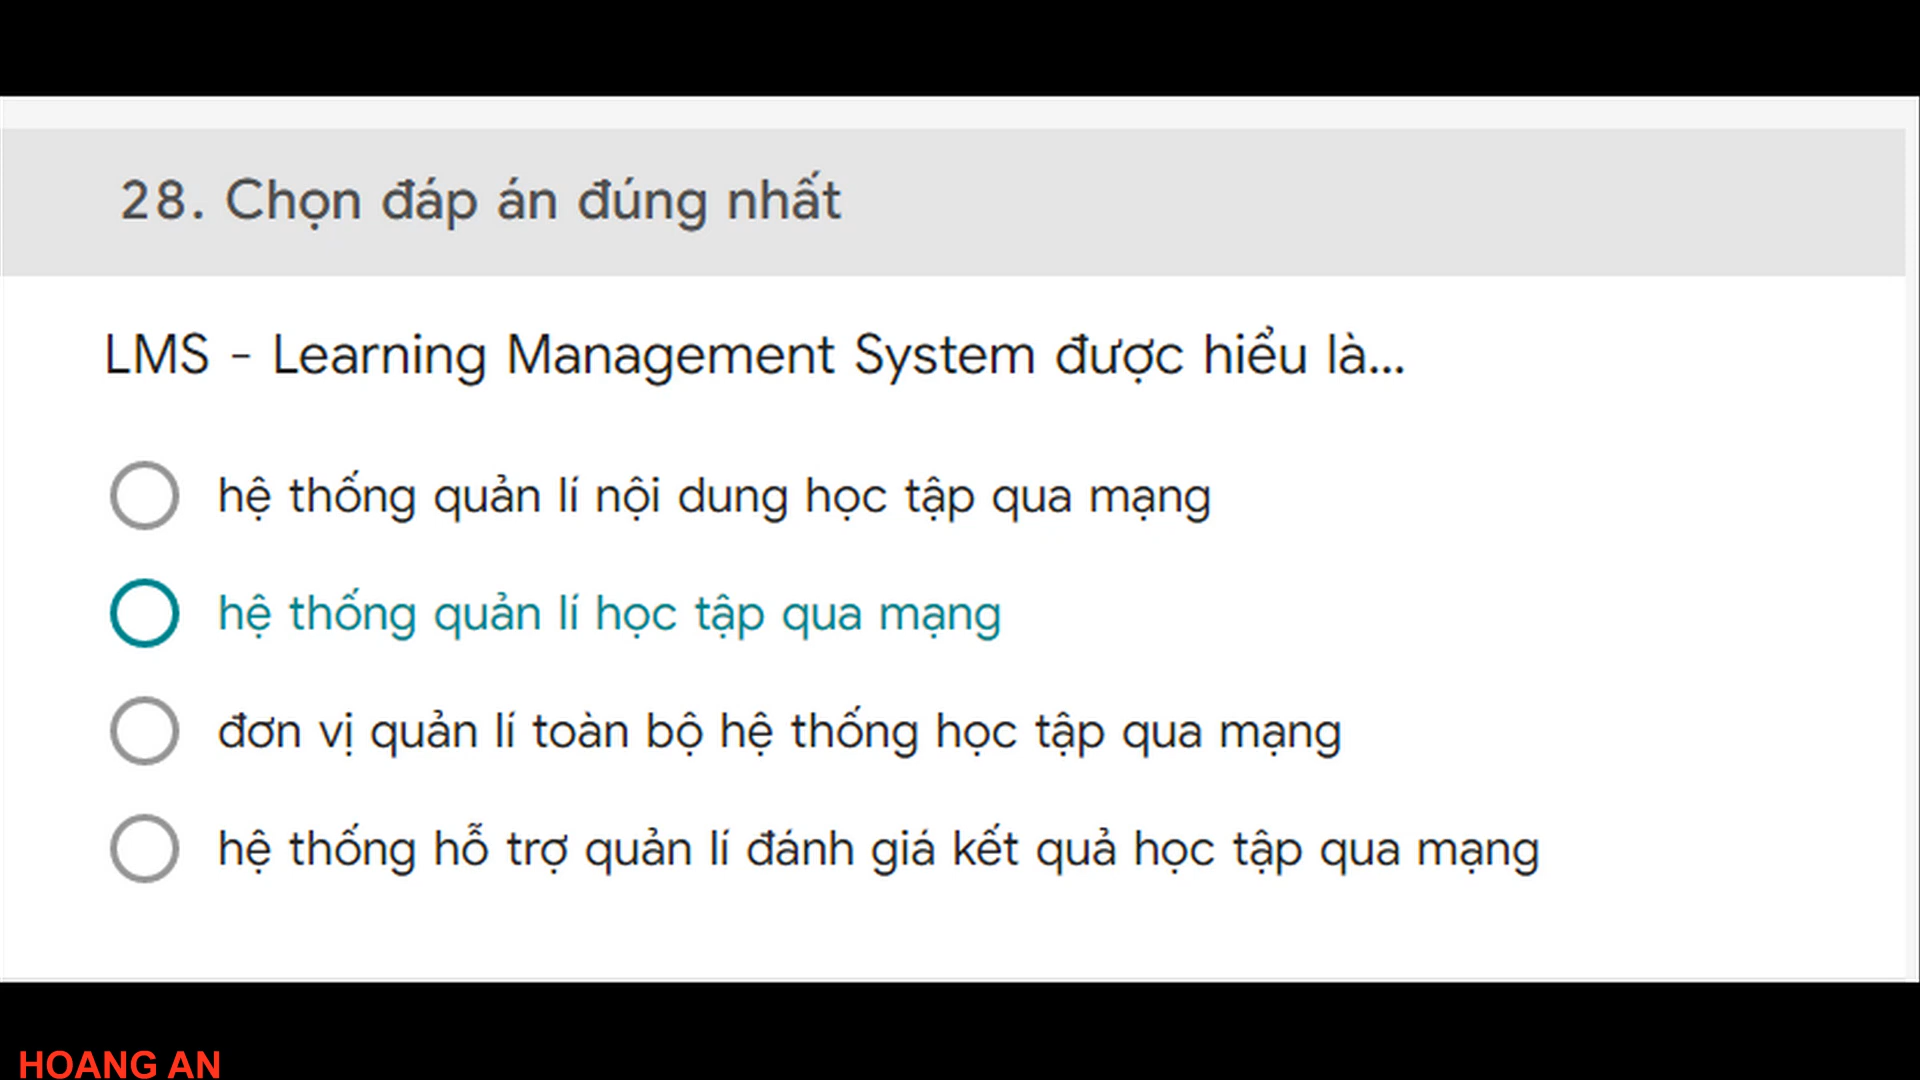 28. Chọn đáp án đúng nhất
LMS - Learning Management System được hiểu là...
hệ thống quản lí nội dung học tập qua mạng
hệ thống quản lí học tập qua mạng
đơn vị quản lí toàn bộ hệ thống học tập qua mạng
hệ thống hỗ trợ quản lí đánh giá kết quả học tập qua mạng
HOANG AN